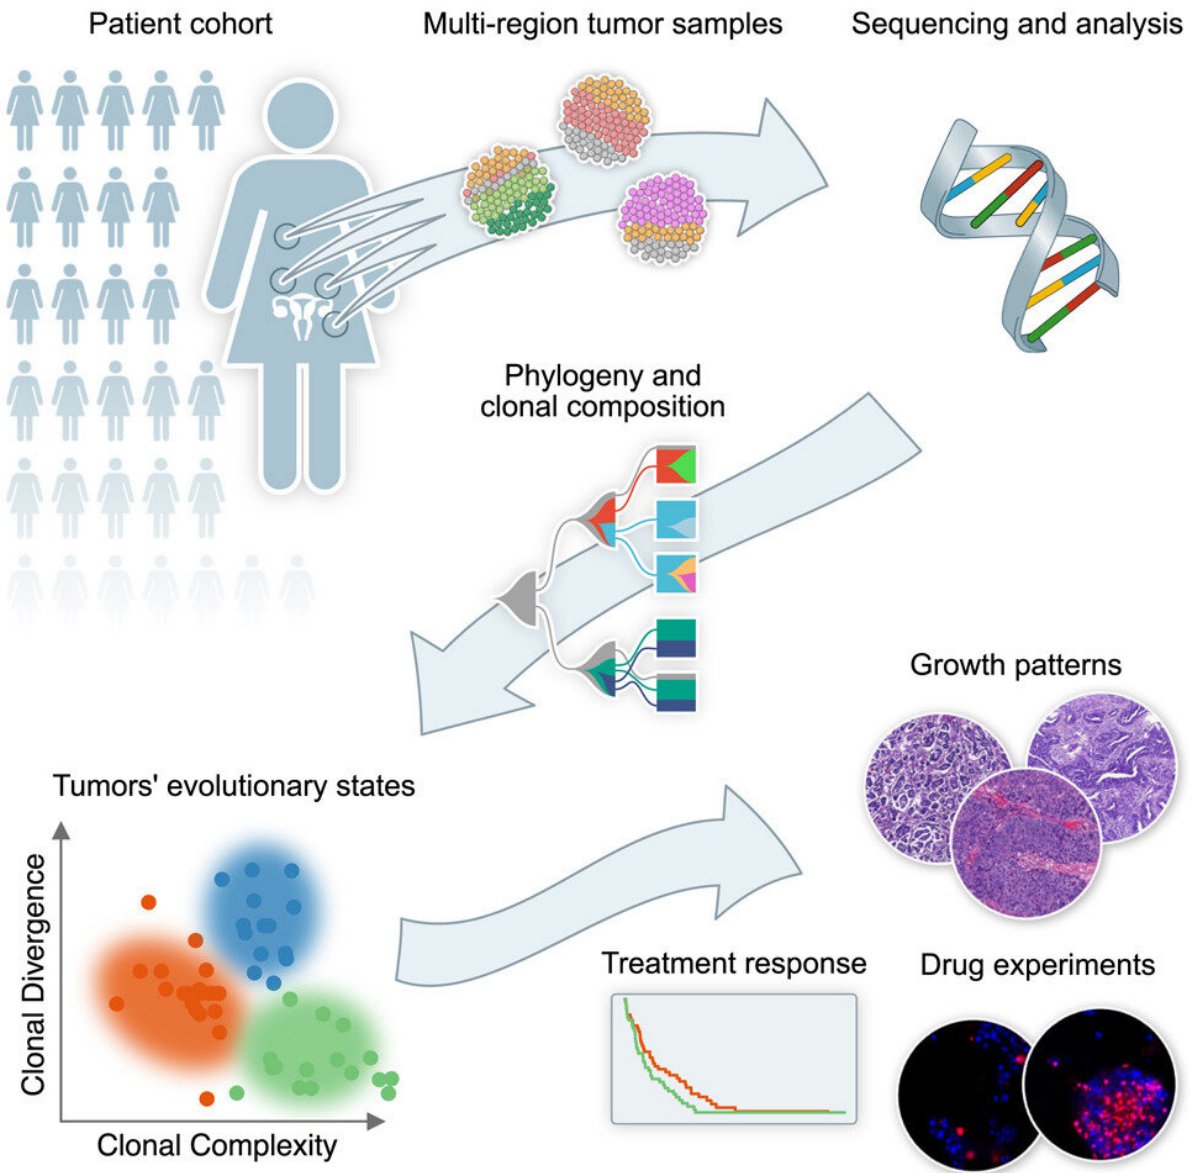 Patient cohort
Multi-region tumor samples
Sequencing and analysis
Phylogeny and
clonal composition
Growth patterns
Tumors' evolutionary states
Clonal Divergence
Clonal Complexity
Treatment response
Drug experiments